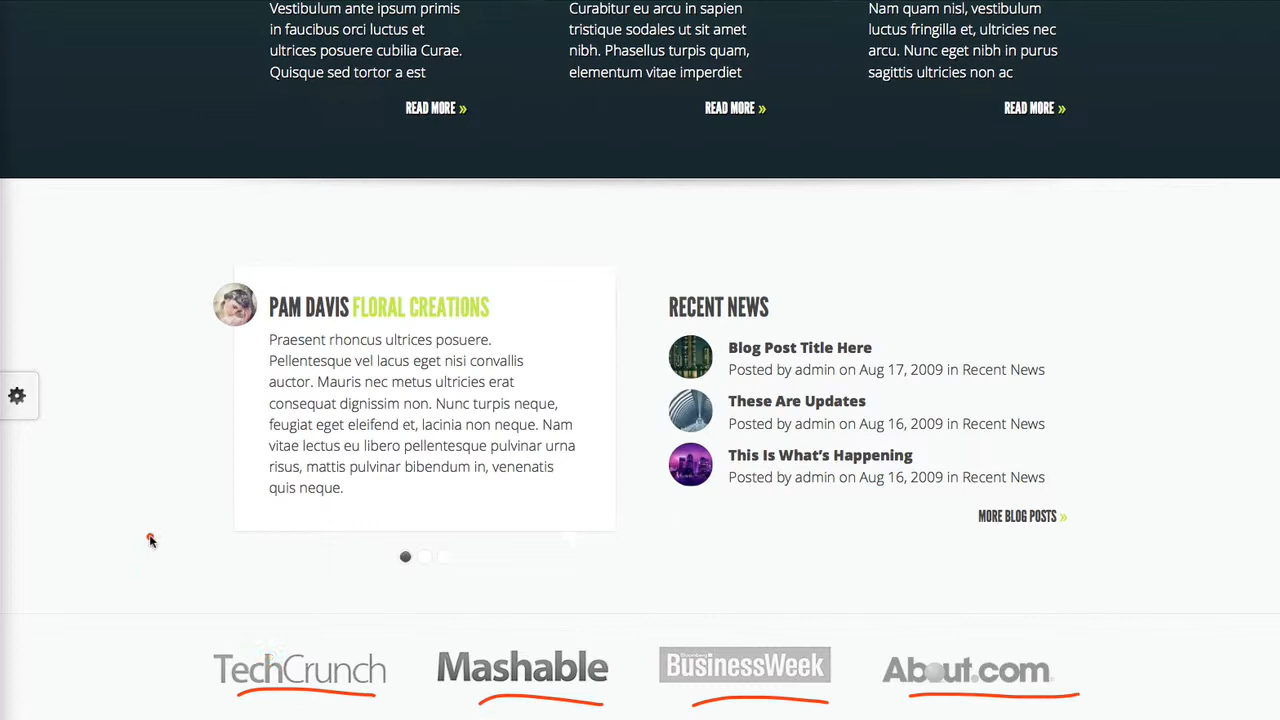 Vestibulum ante ipsum primis
in faucibus orci luctus et
ultrices posuere cubilia Curae.
Quisque sed tortor a est
READ MORE »
Curabitur eu arcu in sapien
tristique sodales ut sit amet
nibh. Phasellus turpis quam,
elementum vitae imperdiet
READ MORE »
Nam quam nisl, vestibulum
luctus fringilla et, ultricies nec
arcu. Nunc eget nibh in purus
sagittis ultricies non ac
READ MORE »
PAM DAVIS FLORAL CREATIONS
Praesent rhoncus ultrices posuere.
Pellentesque vel lacus eget nisi convallis
auctor. Mauris nec metus ultricies erat
consequat dignissim non. Nunc turpis neque,
feugiat eget eleifend et, lacinia non neque. Nam
vitae lectus eu libero pellentesque pulvinar urna
risus, mattis pulvinar bibendum in, venenatis
quis neque.
RECENT NEWS
Blog Post Title Here
Posted by admin on Aug 17, 2009 in Recent News
These Are Updates
Posted by admin on Aug 16, 2009 in Recent News
This Is What's Happening
Posted by admin on Aug 16, 2009 in Recent News
MORE BLOG POSTS »
TechCrunch
Mashable
Bloomberg
BusinessWeek
About.com